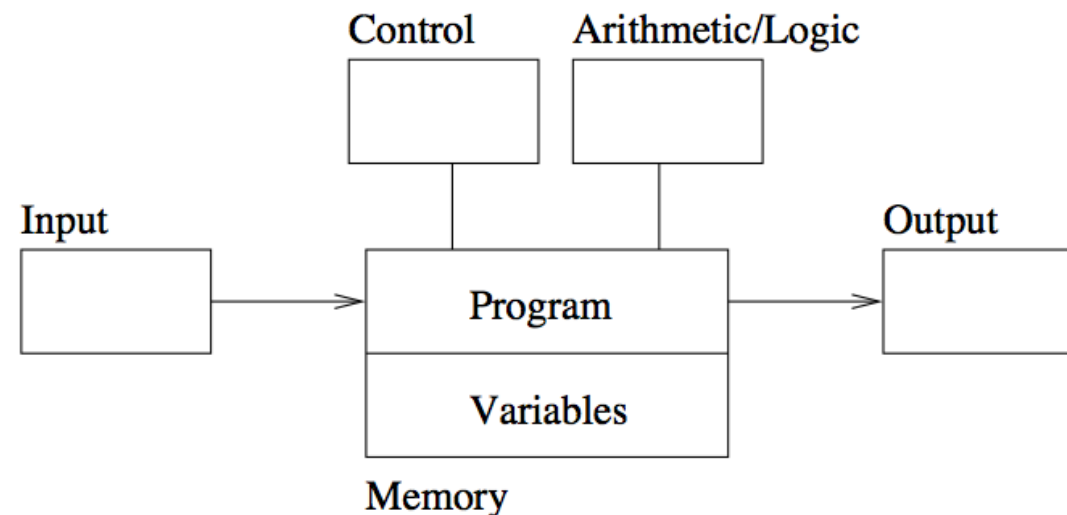 Control
Arithmetic/Logic
Input
Output
Program
Variables
Memory